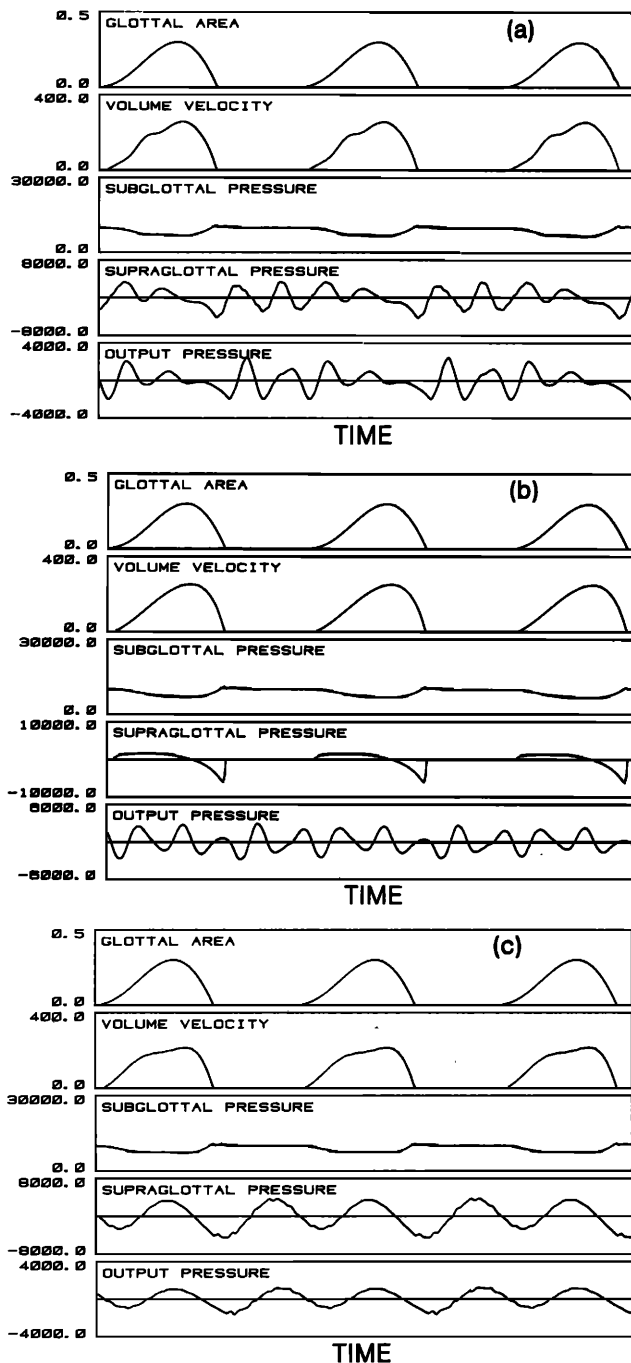 0.5
GLOTTAL AREA
(a)
0.0
400.0
VOLUME VELOCITY
0.0
30000.0
SUBGLOTTAL PRESSURE
0.0
8000.0
SUPRAGLOTTAL PRESSURE
-8000.0
4000.0
OUTPUT PRESSURE
-4000.0
TIME
0.5
GLOTTAL AREA
(b)
0.0
400.0
VOLUME VELOCITY
0.0
30000.0
SUBGLOTTAL PRESSURE
0.0
10000.0
SUPRAGLOTTAL PRESSURE
-10000.0
6000.0
OUTPUT PRESSURE
-6000.0
TIME
0.5
GLOTTAL AREA
(c)
0.0
400.0
VOLUME VELOCITY
0.0
30000.0
SUBGLOTTAL PRESSURE
0.0
8000.0
SUPRAGLOTTAL PRESSURE
-8000.0
4000.0
OUTPUT PRESSURE
-4000.0
TIME